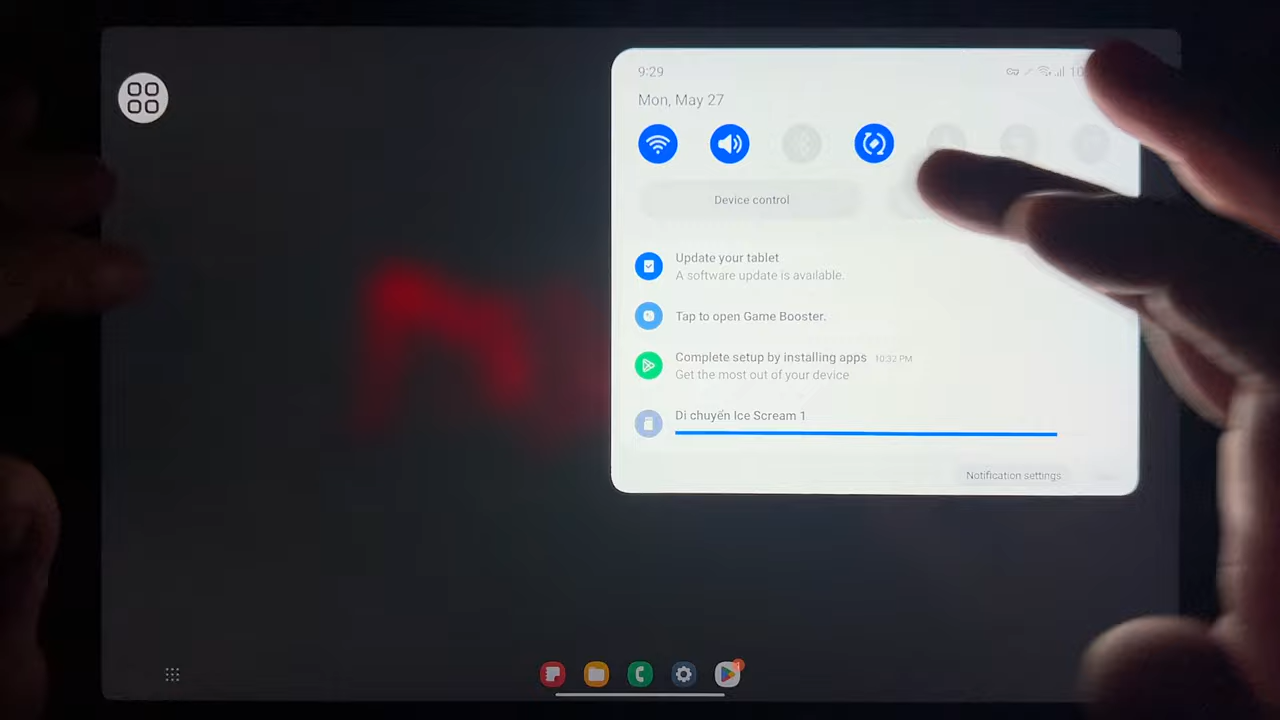 9:29
10
Mon, May 27
Device control
Update your tablet
A software update is available.
Tap to open Game Booster.
Complete setup by installing apps 10:32 PM
Get the most out of your device
Di chuyển Ice Scream 1
Notification settings